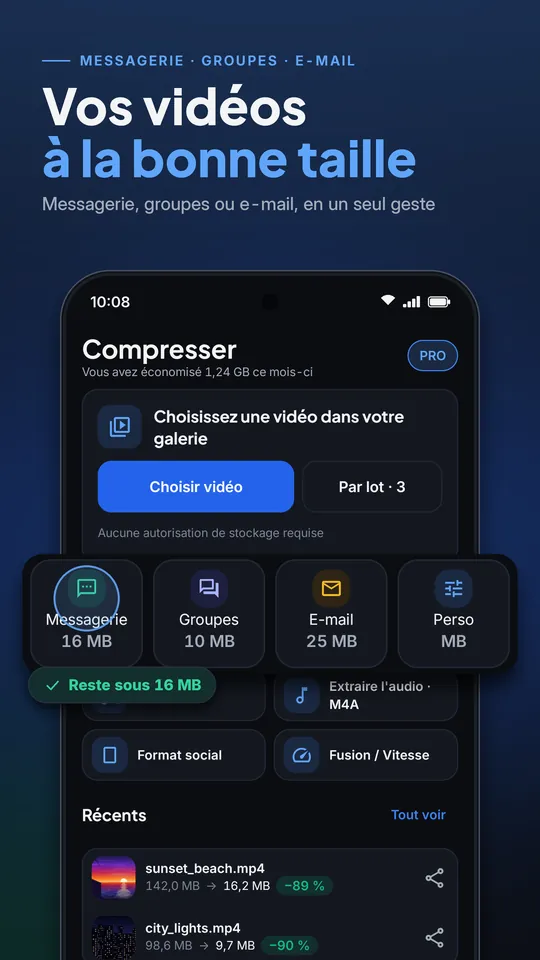 MESSAGERIE · GROUPES · E-MAIL
Vos vidéos
à la bonne taille
Messagerie, groupes ou e-mail, en un seul geste
10:08
Compresser
PRO
Vous avez économisé 1,24 GB ce mois-ci
Choisissez une vidéo dans votre
galerie
Choisir vidéo
Par lot · 3
Aucune autorisation de stockage requise
Messagerie
16 MB
Groupes
10 MB
E-mail
25 MB
Perso
MB
Reste sous 16 MB
Extraire l'audio ·
M4A
Format social
Fusion / Vitesse
Récents
Tout voir
sunset_beach.mp4
142,0 MB → 16,2 MB −89 %
city_lights.mp4
98,6 MB → 9,7 MB −90 %